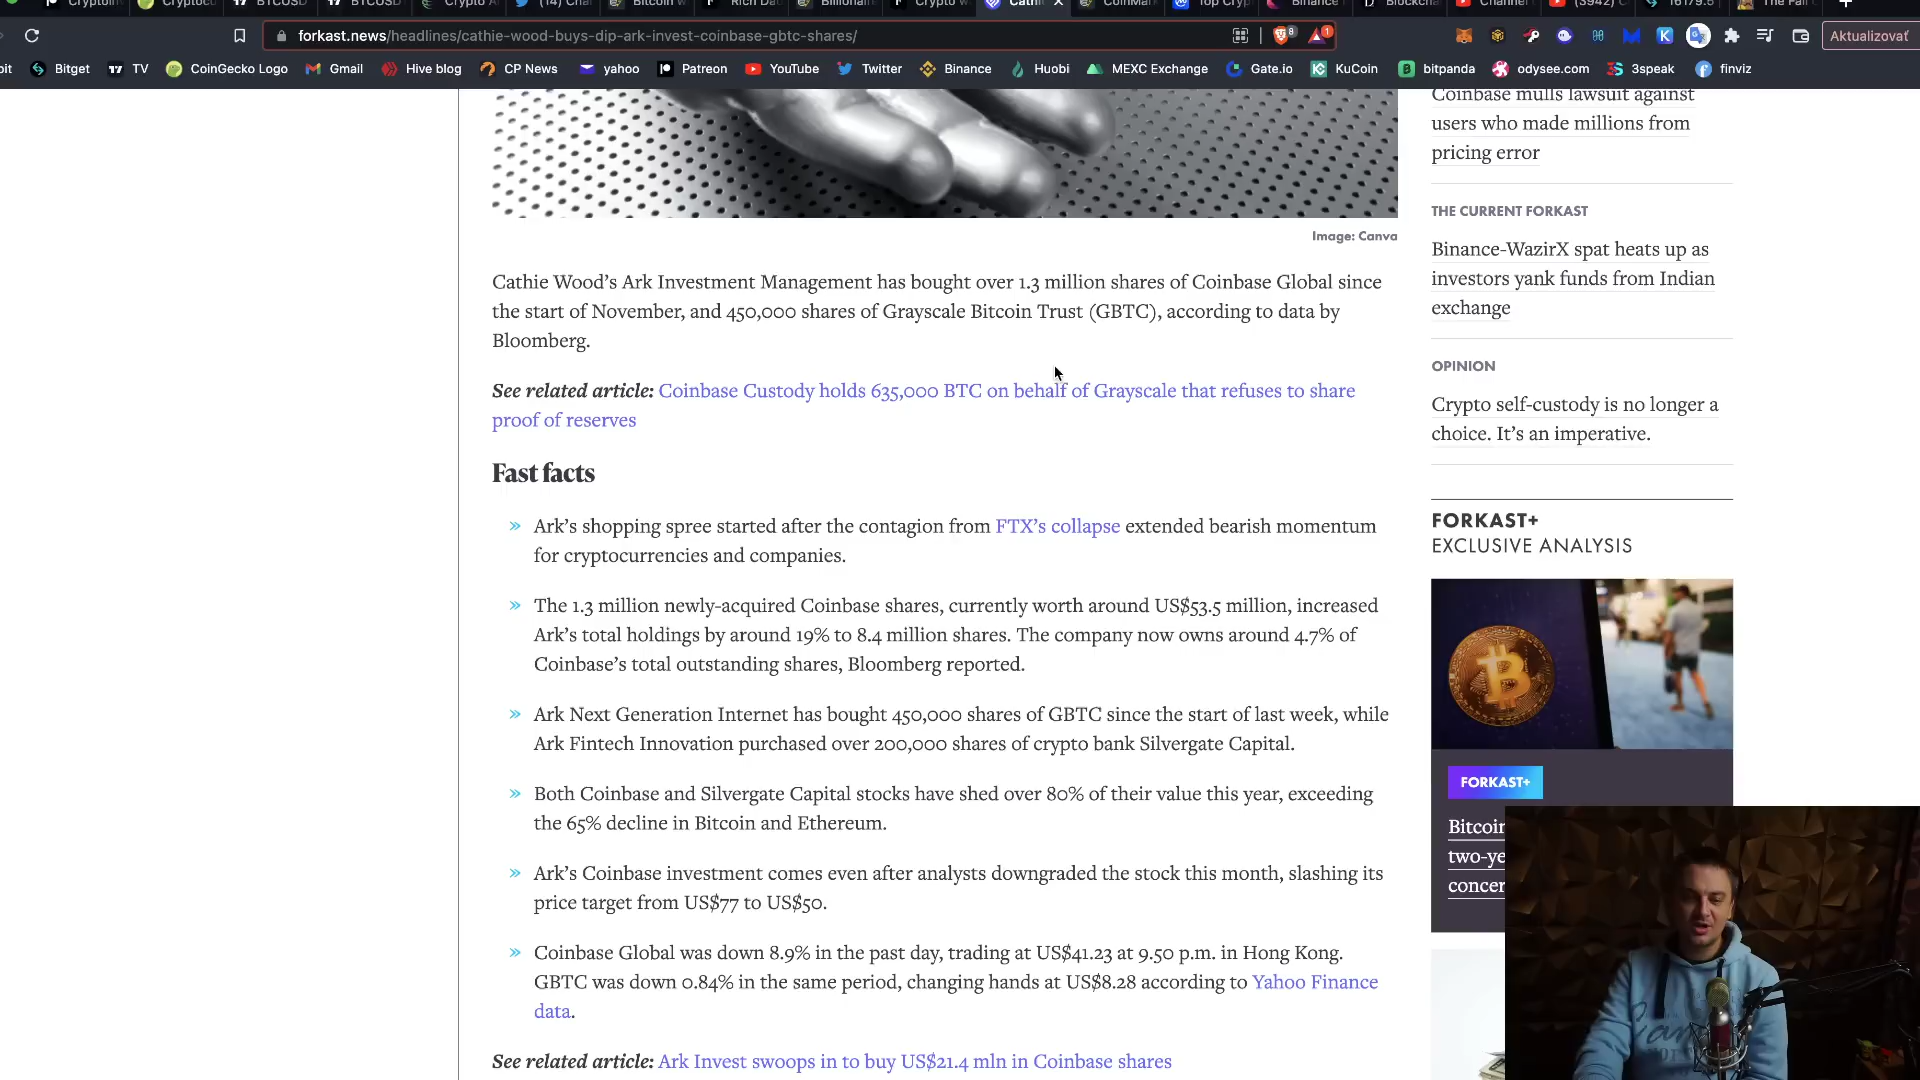 Cryptoin
Cryptocu
BTCUSD
BTCUSD
Crypto A
(14) Cha
Bitcoin w
Rich Dad
Billionair
Crypto w
Cathi
CoinMark
Top Cryp
Binance
Blockcha
Channel
(3942) C
16179.5
The Fall
forkast.news/headlines/cathie-wood-buys-dip-ark-invest-coinbase-gbtc-shares/
8
1
Aktualizovať
bit
Bitget
TV
CoinGecko Logo
Gmail
Hive blog
CP News
yahoo
Patreon
YouTube
Twitter
Binance
Huobi
MEXC Exchange
Gate.io
KuCoin
bitpanda
odysee.com
3speak
finviz
Image: Canva
Cathie Wood's Ark Investment Management has bought over 1.3 million shares of Coinbase Global since
the start of November, and 450,000 shares of Grayscale Bitcoin Trust (GBTC), according to data by
Bloomberg.
See related article: Coinbase Custody holds 635,000 BTC on behalf of Grayscale that refuses to share
proof of reserves
Fast facts
» Ark's shopping spree started after the contagion from FTX's collapse extended bearish momentum
for cryptocurrencies and companies.
» The 1.3 million newly-acquired Coinbase shares, currently worth around US$53.5 million, increased
Ark's total holdings by around 19% to 8.4 million shares. The company now owns around 4.7% of
Coinbase's total outstanding shares, Bloomberg reported.
» Ark Next Generation Internet has bought 450,000 shares of GBTC since the start of last week, while
Ark Fintech Innovation purchased over 200,000 shares of crypto bank Silvergate Capital.
» Both Coinbase and Silvergate Capital stocks have shed over 80% of their value this year, exceeding
the 65% decline in Bitcoin and Ethereum.
» Ark's Coinbase investment comes even after analysts downgraded the stock this month, slashing its
price target from US$77 to US$50.
» Coinbase Global was down 8.9% in the past day, trading at US$41.23 at 9.50 p.m. in Hong Kong.
GBTC was down 0.84% in the same period, changing hands at US$8.28 according to Yahoo Finance
data.
See related article: Ark Invest swoops in to buy US$21.4 mln in Coinbase shares
Coinbase mulls lawsuit against
users who made millions from
pricing error
THE CURRENT FORKAST
Binance-WazirX spat heats up as
investors yank funds from Indian
exchange
OPINION
Crypto self-custody is no longer a
choice. It's an imperative.
FORKAST+
EXCLUSIVE ANALYSIS
FORKAST+
Bitcoin
two-ye
concer